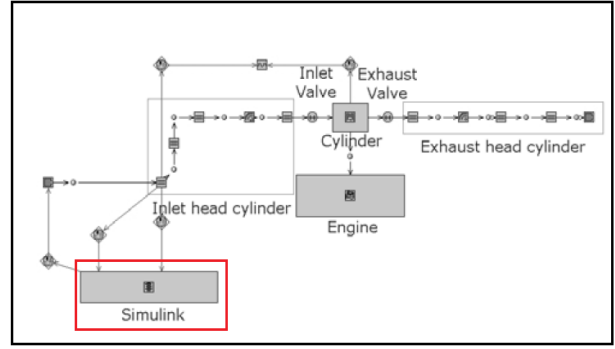 Inlet
Valve
Exhaust
Valve
Cylinder
Exhaust head cylinder
Inlet head cylinder
Engine
Simulink